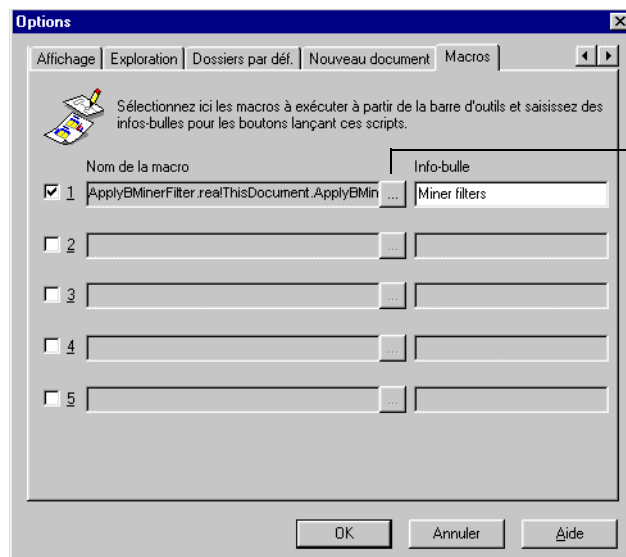 Options
Affichage Exploration Dossiers par déf. Nouveau document Macros
Sélectionnez ici les macros à exécuter à partir de la barre d'outils et saisissez des
infos-bulles pour les boutons lançant ces scripts.
Nom de la macro Info-bulle
1 ApplyBMinerFilter.rea!ThisDocument.ApplyBMin ... Miner filters
2 ...
3 ...
4 ...
5 ...
OK Annuler Aide